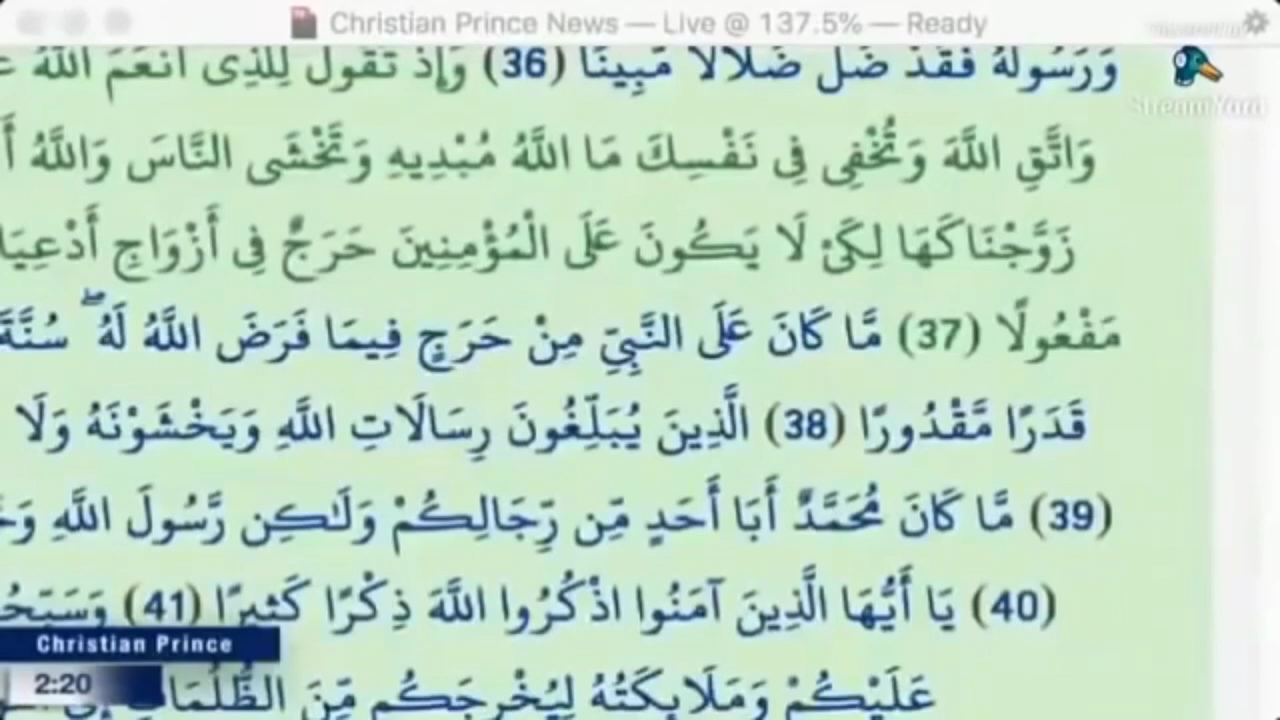 Christian Prince News — Live @ 137.5% — Ready
StreamYard
وَرَسُولَهُ فَقَدْ ضَلَّ ضَلَالًا مُّبِينًا (36) وَإِذْ تَقُولُ لِلَّذِي أَنْعَمَ اللَّهُ
وَاتَّقِ اللَّهَ وَتُخْفِي فِي نَفْسِكَ مَا اللَّهُ مُبْدِيهِ وَتَخْشَى النَّاسَ وَاللَّهُ
زَوَّجْنَاكَهَا لِكَيْ لَا يَكُونَ عَلَى الْمُؤْمِنِينَ حَرَجٌ فِي أَزْوَاجِ أَدْعِيَا
مَفْعُولًا (37) مَّا كَانَ عَلَى النَّبِيِّ مِنْ حَرَجٍ فِيمَا فَرَضَ اللَّهُ لَهُ ۖ سُنَّةَ
قَدَرًا مَّقْدُورًا (38) الَّذِينَ يُبَلِّغُونَ رِسَالَاتِ اللَّهِ وَيَخْشَوْنَهُ وَلَا
(39) مَّا كَانَ مُحَمَّدٌ أَبَا أَحَدٍ مِّن رِّجَالِكُمْ وَلَٰكِن رَّسُولَ اللَّهِ
(40) يَا أَيُّهَا الَّذِينَ آمَنُوا اذْكُرُوا اللَّهَ ذِكْرًا كَثِيرًا (41)
عَلَيْكُمْ وَمَلَائِكَتُهُ لِيُخْرِجَكُم مِّنَ الظُّلُمَاتِ
Christian Prince
2:20